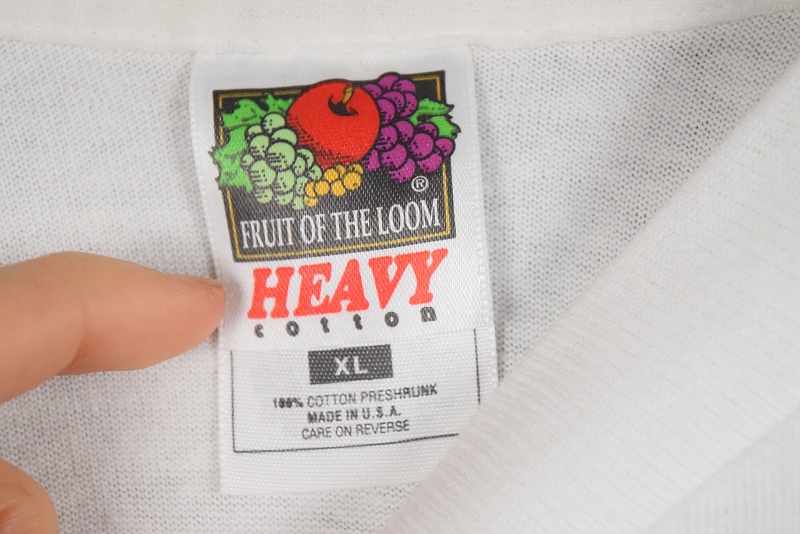 ®
FRUIT OF THE LOOM
HEAVY
cotton
XL
100% COTTON PRESHRUNK
MADE IN U.S.A.
CARE ON REVERSE